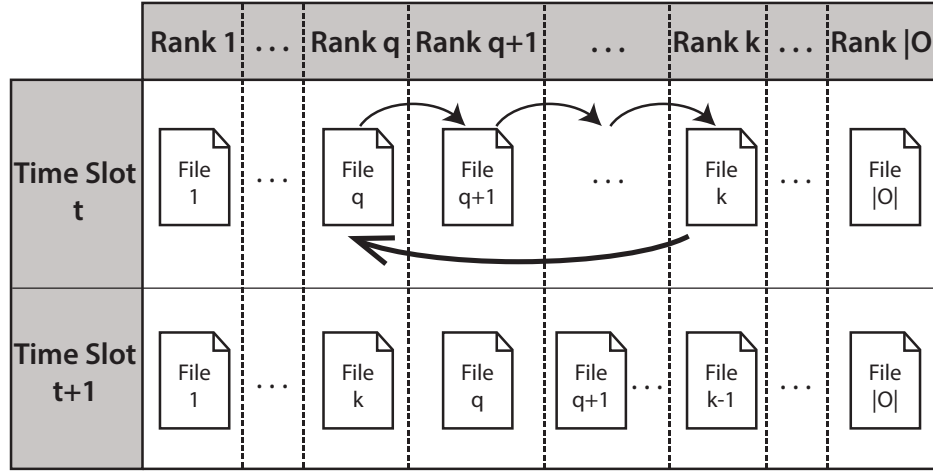 Rank 1 ... Rank q Rank q+1 ... Rank k ... Rank |O
Time Slot
t
File
1
...
File
q
File
q+1
...
File
k
...
File
|O|
Time Slot
t+1
File
1
...
File
k
File
q
File
q+1
...
File
k-1
...
File
|O|